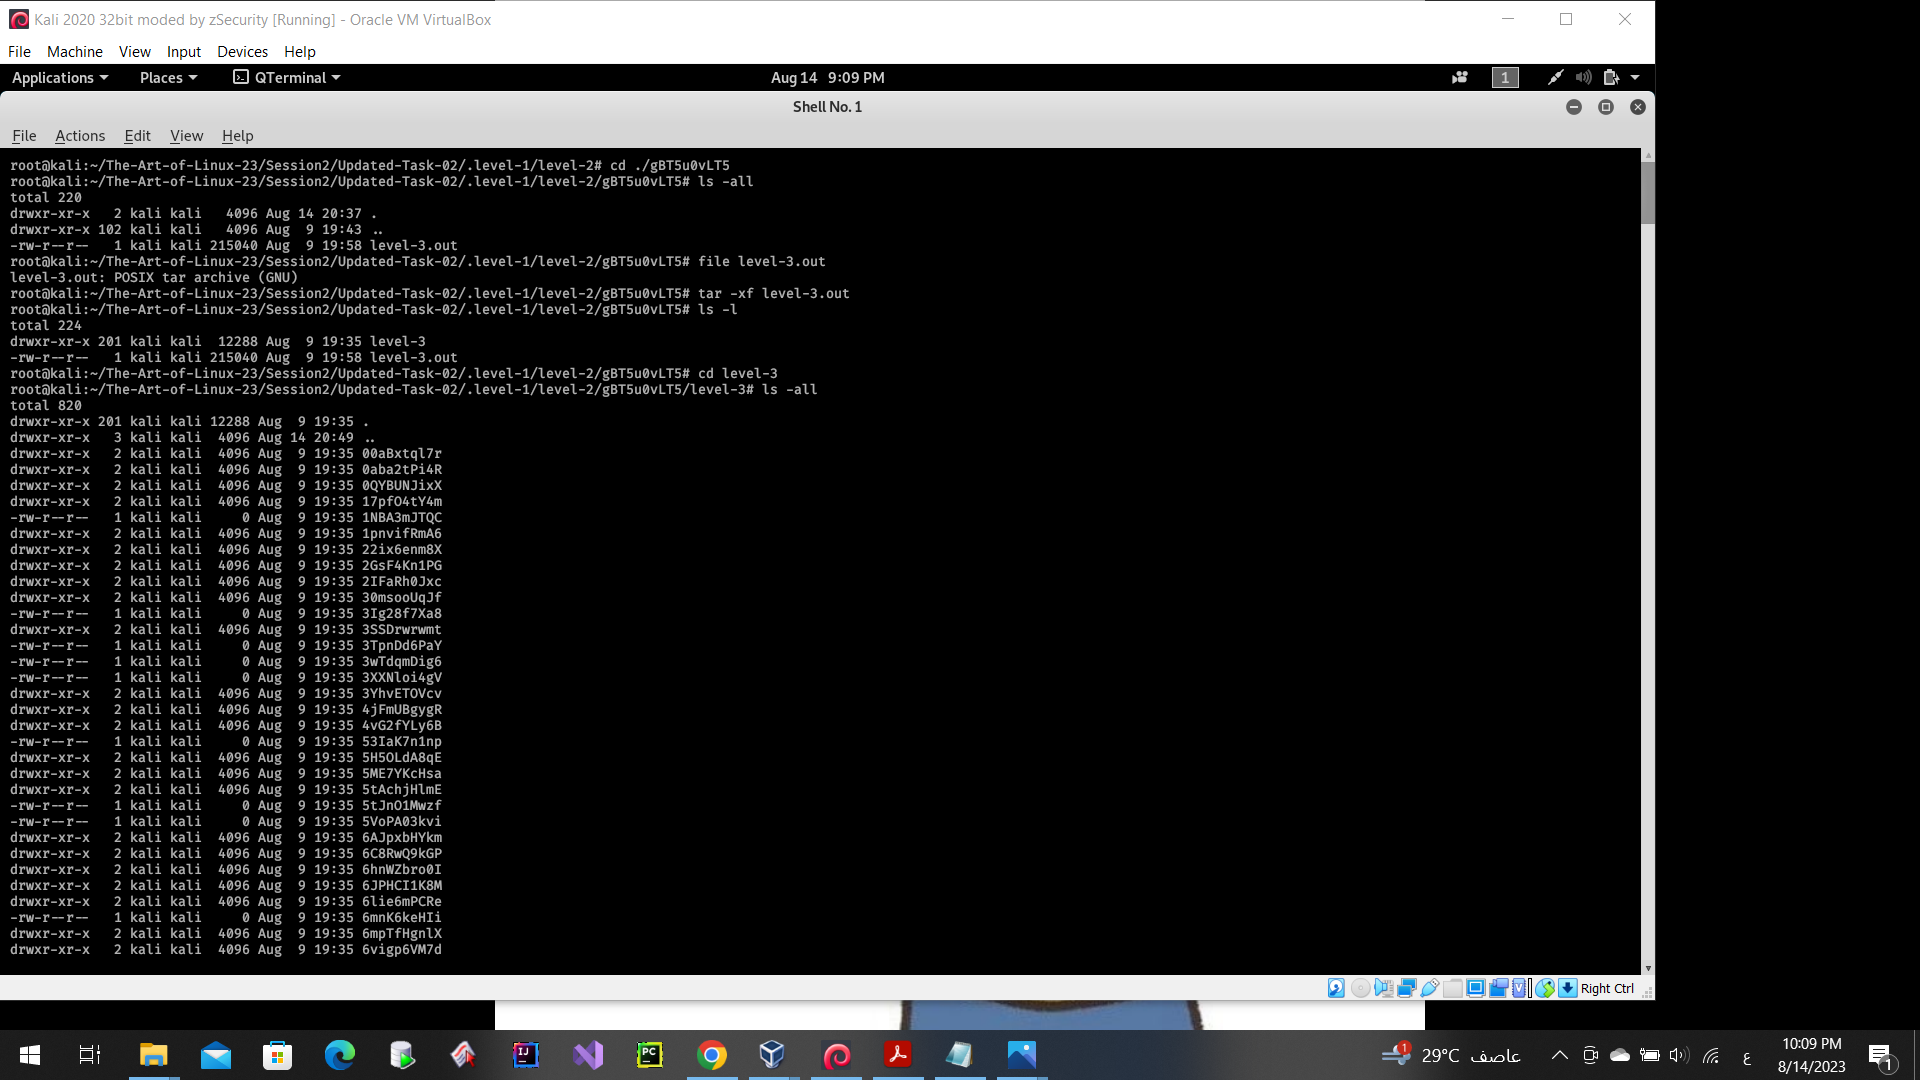 Kali 2020 32bit moded by zSecurity [Running] - Oracle VM VirtualBox
File Machine View Input Devices Help
Applications Places QTerminal Aug 14 9:09 PM 1
Shell No. 1
File Actions Edit View Help
root@kali:~/The-Art-of-Linux-23/Session2/Updated-Task-02/.level-1/level-2# cd ./gBT5u0vLT5
root@kali:~/The-Art-of-Linux-23/Session2/Updated-Task-02/.level-1/level-2/gBT5u0vLT5# ls -all
total 220
drwxr-xr-x 2 kali kali 4096 Aug 14 20:37 .
drwxr-xr-x 102 kali kali 4096 Aug 9 19:43 ..
-rw-r--r-- 1 kali kali 215040 Aug 9 19:58 level-3.out
root@kali:~/The-Art-of-Linux-23/Session2/Updated-Task-02/.level-1/level-2/gBT5u0vLT5# file level-3.out
level-3.out: POSIX tar archive (GNU)
root@kali:~/The-Art-of-Linux-23/Session2/Updated-Task-02/.level-1/level-2/gBT5u0vLT5# tar -xf level-3.out
root@kali:~/The-Art-of-Linux-23/Session2/Updated-Task-02/.level-1/level-2/gBT5u0vLT5# ls -l
total 224
drwxr-xr-x 201 kali kali 12288 Aug 9 19:35 level-3
-rw-r--r-- 1 kali kali 215040 Aug 9 19:58 level-3.out
root@kali:~/The-Art-of-Linux-23/Session2/Updated-Task-02/.level-1/level-2/gBT5u0vLT5# cd level-3
root@kali:~/The-Art-of-Linux-23/Session2/Updated-Task-02/.level-1/level-2/gBT5u0vLT5/level-3# ls -all
total 820
drwxr-xr-x 201 kali kali 12288 Aug 9 19:35 .
drwxr-xr-x 3 kali kali 4096 Aug 14 20:49 ..
drwxr-xr-x 2 kali kali 4096 Aug 9 19:35 00aBxtql7r
drwxr-xr-x 2 kali kali 4096 Aug 9 19:35 0aba2tPi4R
drwxr-xr-x 2 kali kali 4096 Aug 9 19:35 0QYBUNJixX
drwxr-xr-x 2 kali kali 4096 Aug 9 19:35 17pfO4tY4m
-rw-r--r-- 1 kali kali 0 Aug 9 19:35 1NBA3mJTQC
drwxr-xr-x 2 kali kali 4096 Aug 9 19:35 1pnvifRmA6
drwxr-xr-x 2 kali kali 4096 Aug 9 19:35 22ix6enm8X
drwxr-xr-x 2 kali kali 4096 Aug 9 19:35 2GsF4Kn1PG
drwxr-xr-x 2 kali kali 4096 Aug 9 19:35 2IFaRh0Jxc
drwxr-xr-x 2 kali kali 4096 Aug 9 19:35 30msooUqJf
-rw-r--r-- 1 kali kali 0 Aug 9 19:35 3Ig28f7Xa8
drwxr-xr-x 2 kali kali 4096 Aug 9 19:35 3SSDrwrwmt
-rw-r--r-- 1 kali kali 0 Aug 9 19:35 3TpnDd6PaY
-rw-r--r-- 1 kali kali 0 Aug 9 19:35 3wTdqmDig6
-rw-r--r-- 1 kali kali 0 Aug 9 19:35 3XXNloi4gV
drwxr-xr-x 2 kali kali 4096 Aug 9 19:35 3YhvETOVcv
drwxr-xr-x 2 kali kali 4096 Aug 9 19:35 4jFmUBgygR
drwxr-xr-x 2 kali kali 4096 Aug 9 19:35 4vG2fYLy6B
-rw-r--r-- 1 kali kali 0 Aug 9 19:35 53IaK7n1np
drwxr-xr-x 2 kali kali 4096 Aug 9 19:35 5H5OLdA8qE
drwxr-xr-x 2 kali kali 4096 Aug 9 19:35 5ME7YKcHsa
drwxr-xr-x 2 kali kali 4096 Aug 9 19:35 5tAchjHlmE
-rw-r--r-- 1 kali kali 0 Aug 9 19:35 5tJnO1Mwzf
-rw-r--r-- 1 kali kali 0 Aug 9 19:35 5VoPA03kvi
drwxr-xr-x 2 kali kali 4096 Aug 9 19:35 6AJpxbHYkm
drwxr-xr-x 2 kali kali 4096 Aug 9 19:35 6C8RwQ9kGP
drwxr-xr-x 2 kali kali 4096 Aug 9 19:35 6hnWZbro0I
drwxr-xr-x 2 kali kali 4096 Aug 9 19:35 6JPHCI1K8M
drwxr-xr-x 2 kali kali 4096 Aug 9 19:35 6lie6mPCRe
-rw-r--r-- 1 kali kali 0 Aug 9 19:35 6mnK6keHIi
drwxr-xr-x 2 kali kali 4096 Aug 9 19:35 6mpTfHgnlX
drwxr-xr-x 2 kali kali 4096 Aug 9 19:35 6vigp6VM7d
Right Ctrl
1 29°C عاصف ع 10:09 PM
8/14/2023 1